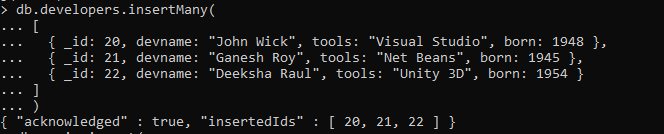 > db.developers.insertMany(
... [
...    { _id: 20, devname: "John Wick", tools: "Visual Studio", born: 1948 },
...    { _id: 21, devname: "Ganesh Roy", tools: "Net Beans", born: 1945 },
...    { _id: 22, devname: "Deeksha Raul", tools: "Unity 3D", born: 1954 }
... ]
... )
{ "acknowledged" : true, "insertedIds" : [ 20, 21, 22 ] }